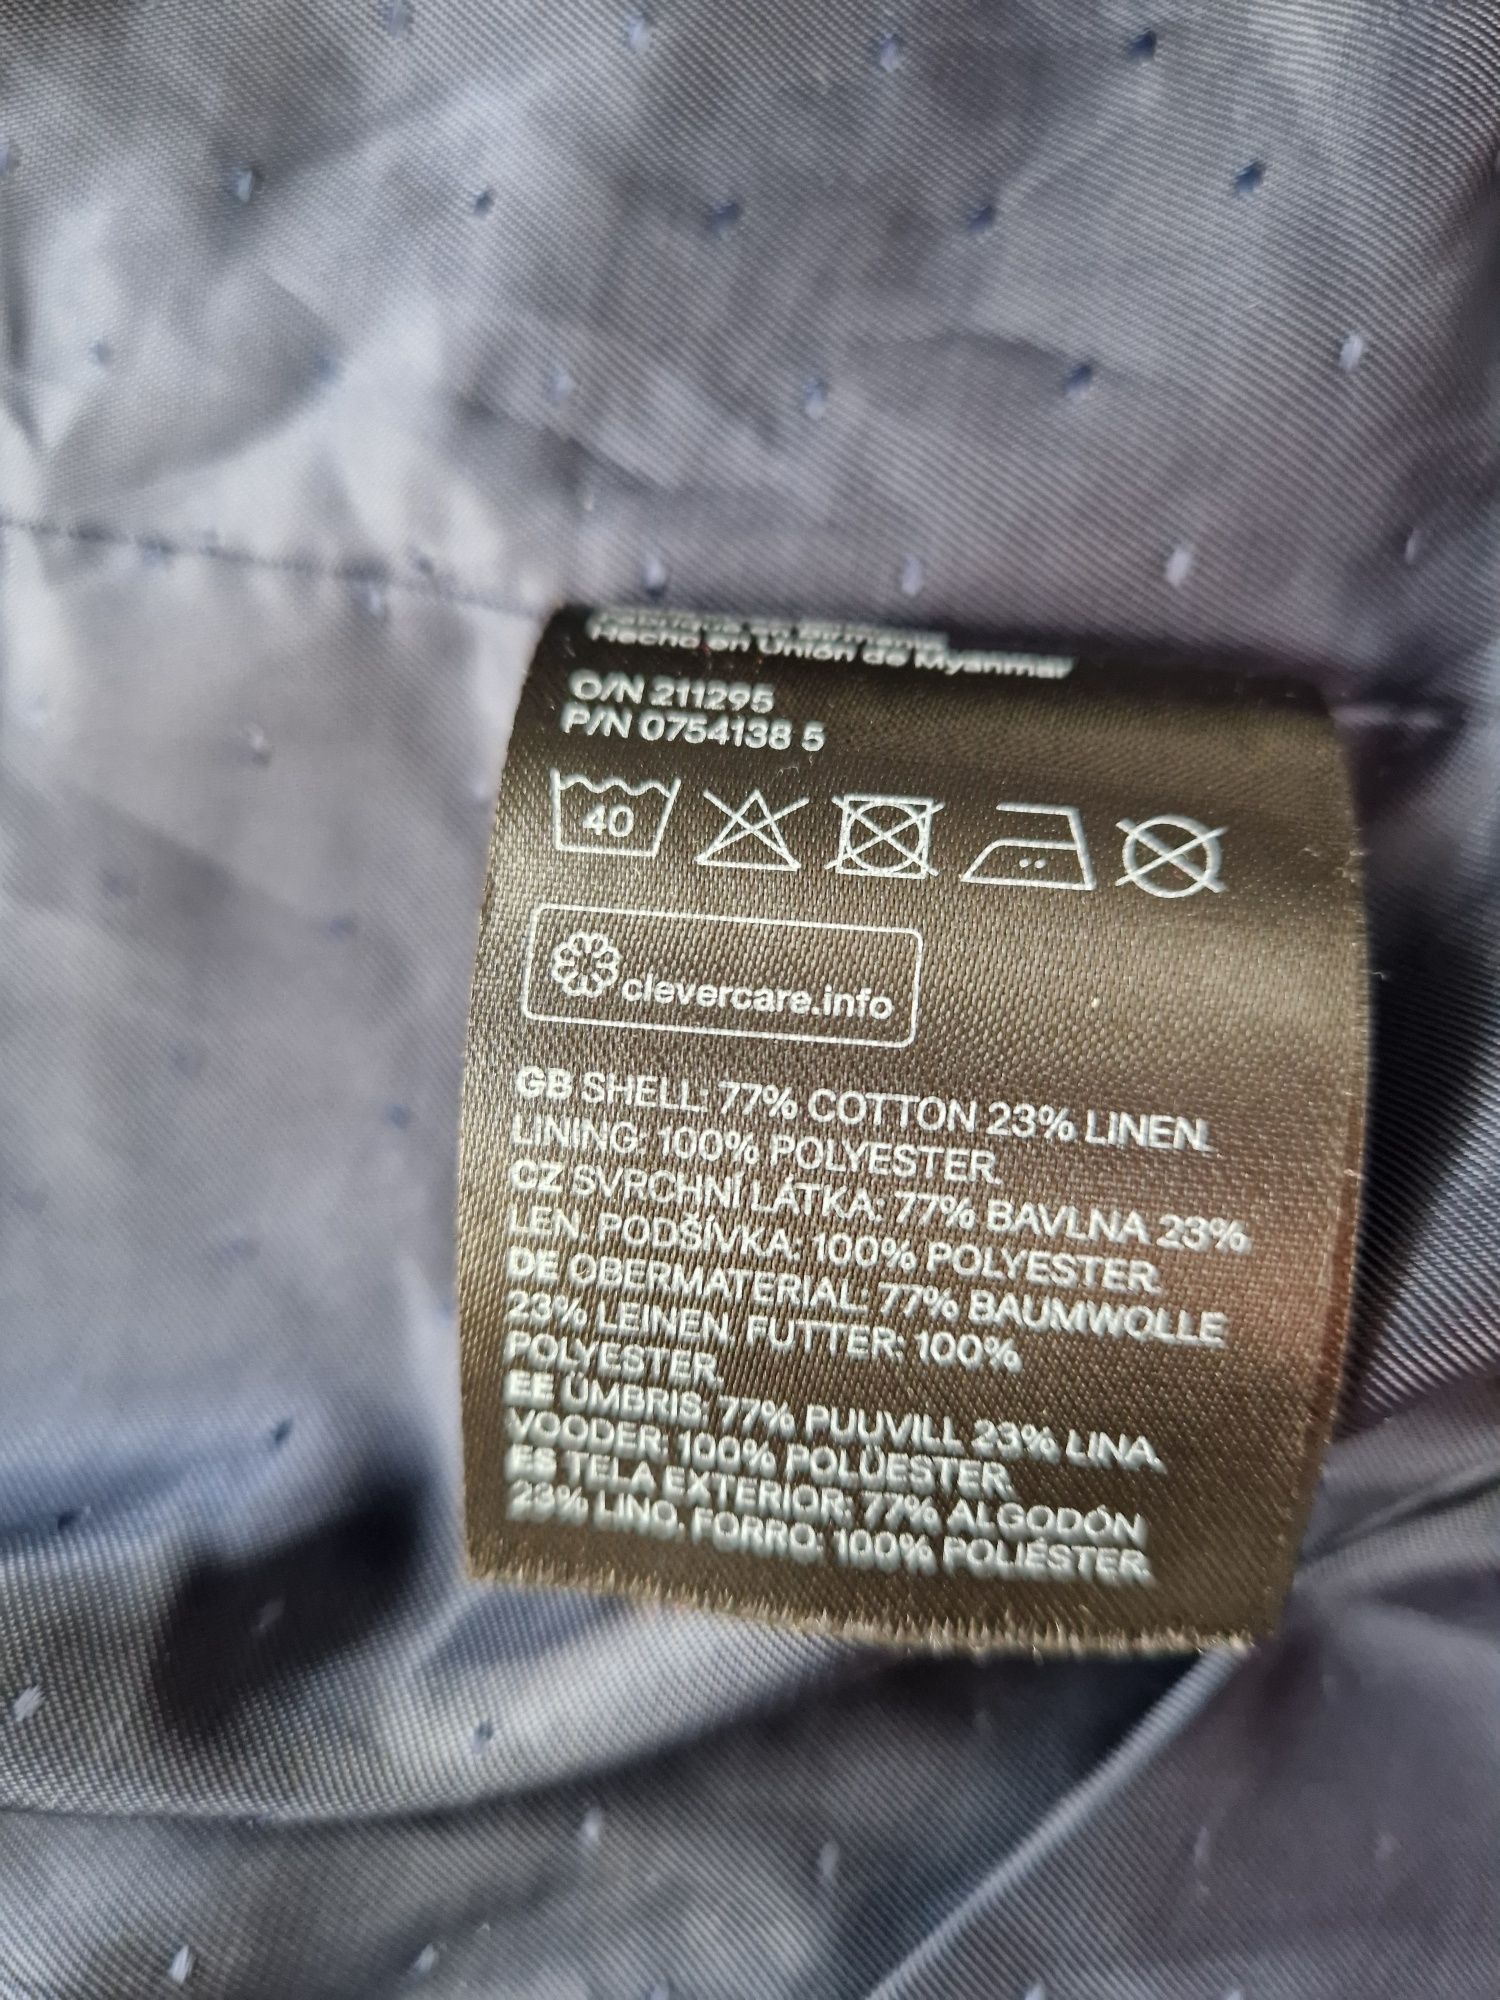 Fabriqué en Birmanie
Hecho en Unión de Myanmar
O/N 211295
P/N 0754138 5
40
clevercare.info
GB SHELL: 77% COTTON 23% LINEN.
LINING: 100% POLYESTER.
CZ SVRCHNÍ LÁTKA: 77% BAVLNA 23%
LEN. PODŠÍVKA: 100% POLYESTER.
DE OBERMATERIAL: 77% BAUMWOLLE
23% LEINEN. FUTTER: 100%
POLYESTER.
EE ÜMBRIS: 77% PUUVILL 23% LINA.
VOODER: 100% POLÜESTER.
ES TELA EXTERIOR: 77% ALGODÓN
23% LINO. FORRO: 100% POLIÉSTER.